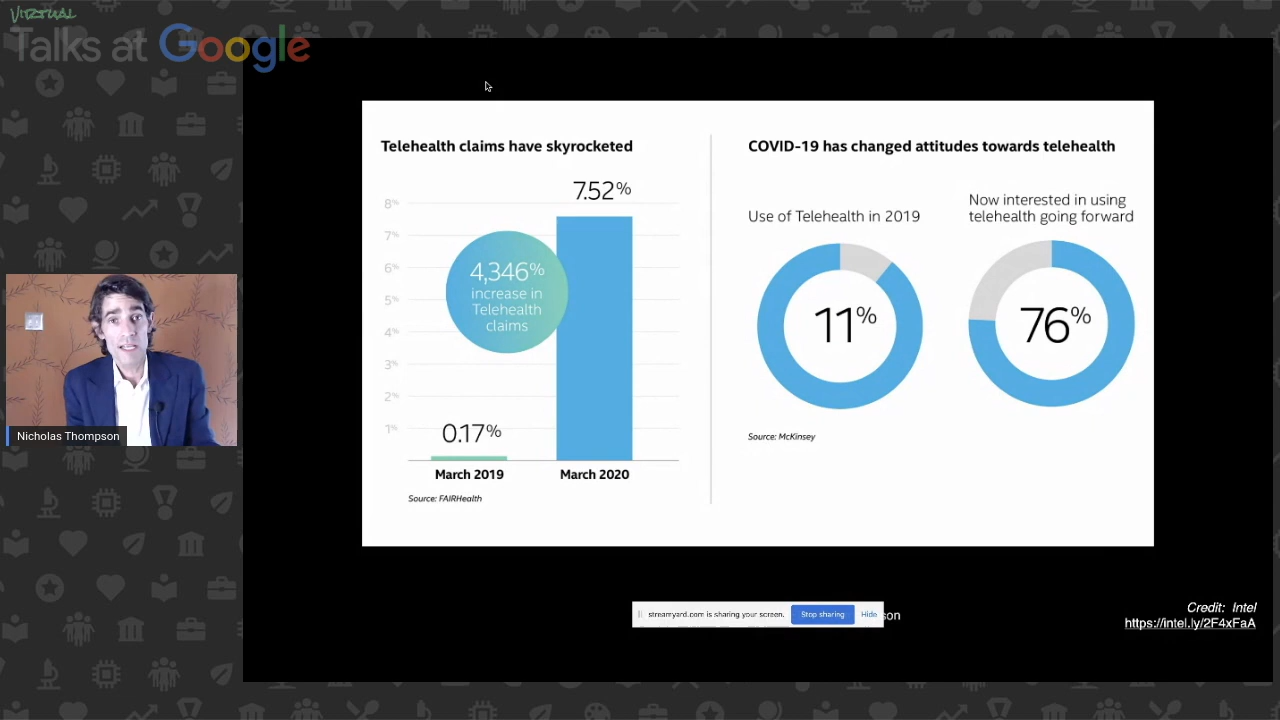 VIRTUAL
Talks at Google
Telehealth claims have skyrocketed
7.52%
8%
7%
6%
5%
4%
3%
2%
1%
4,346%
increase in
Telehealth
claims
0.17%
March 2019
March 2020
Source: FAIRHealth
COVID-19 has changed attitudes towards telehealth
Use of Telehealth in 2019
11%
Now interested in using
telehealth going forward
76%
Source: McKinsey
Nicholas Thompson
streamyard.com is sharing your screen.
Stop sharing
Hide
son
Credit: Intel
https://intel.ly/2F4xFaA